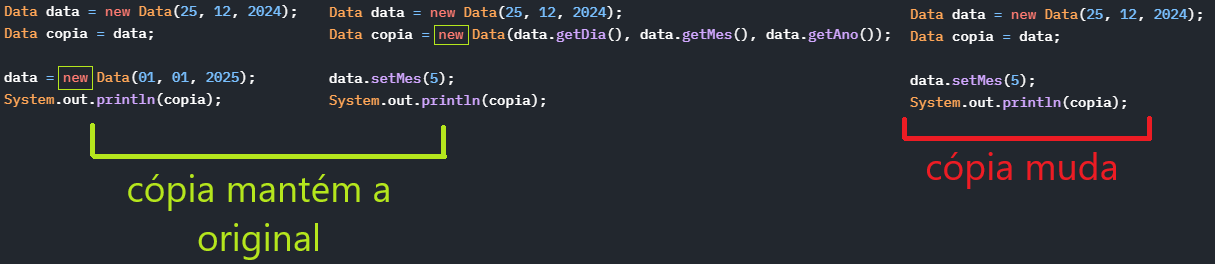 Data data = new Data(25, 12, 2024);
Data copia = data;
data = new Data(01, 01, 2025);
System.out.println(copia);
Data data = new Data(25, 12, 2024);
Data copia = new Data(data.getDia(), data.getMes(), data.getAno());
data.setMes(5);
System.out.println(copia);
cópia mantém a
original
Data data = new Data(25, 12, 2024);
Data copia = data;
data.setMes(5);
System.out.println(copia);
cópia muda